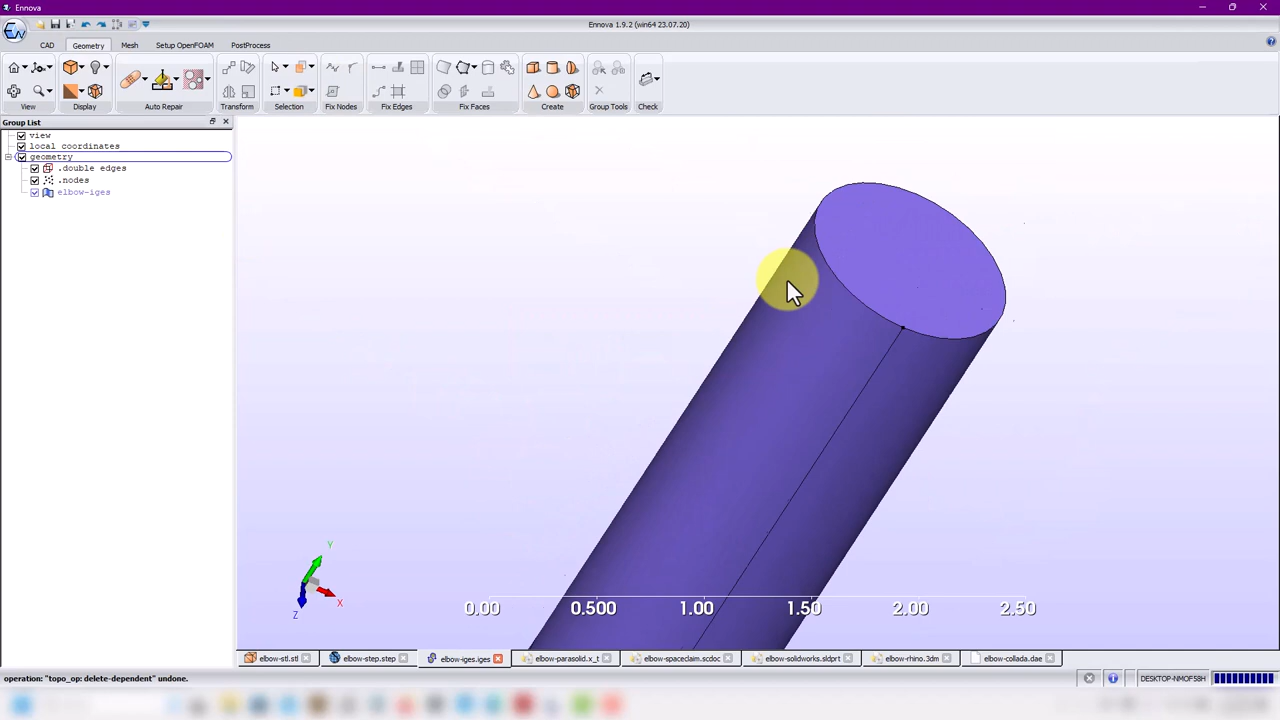 Ennova
Ennova 1.9.2 (win64 23.07.20)
CAD Geometry Mesh Setup OpenFOAM PostProcess
View Display Auto Repair Transform Selection Fix Nodes Fix Edges Fix Faces Create Group Tools Check
Group List
view
local coordinates
geometry
.double edges
.nodes
elbow-iges
Y
X
Z
0.00 0.500 1.00 1.50 2.00 2.50
elbow-stl.stl elbow-step.step elbow-iges.iges elbow-parasolid.x_t elbow-spaceclaim.scdoc elbow-solidworks.sldprt elbow-rhino.3dm elbow-collada.dae
operation: "topo_op: delete-dependent" undone. DESKTOP-NMOF58H